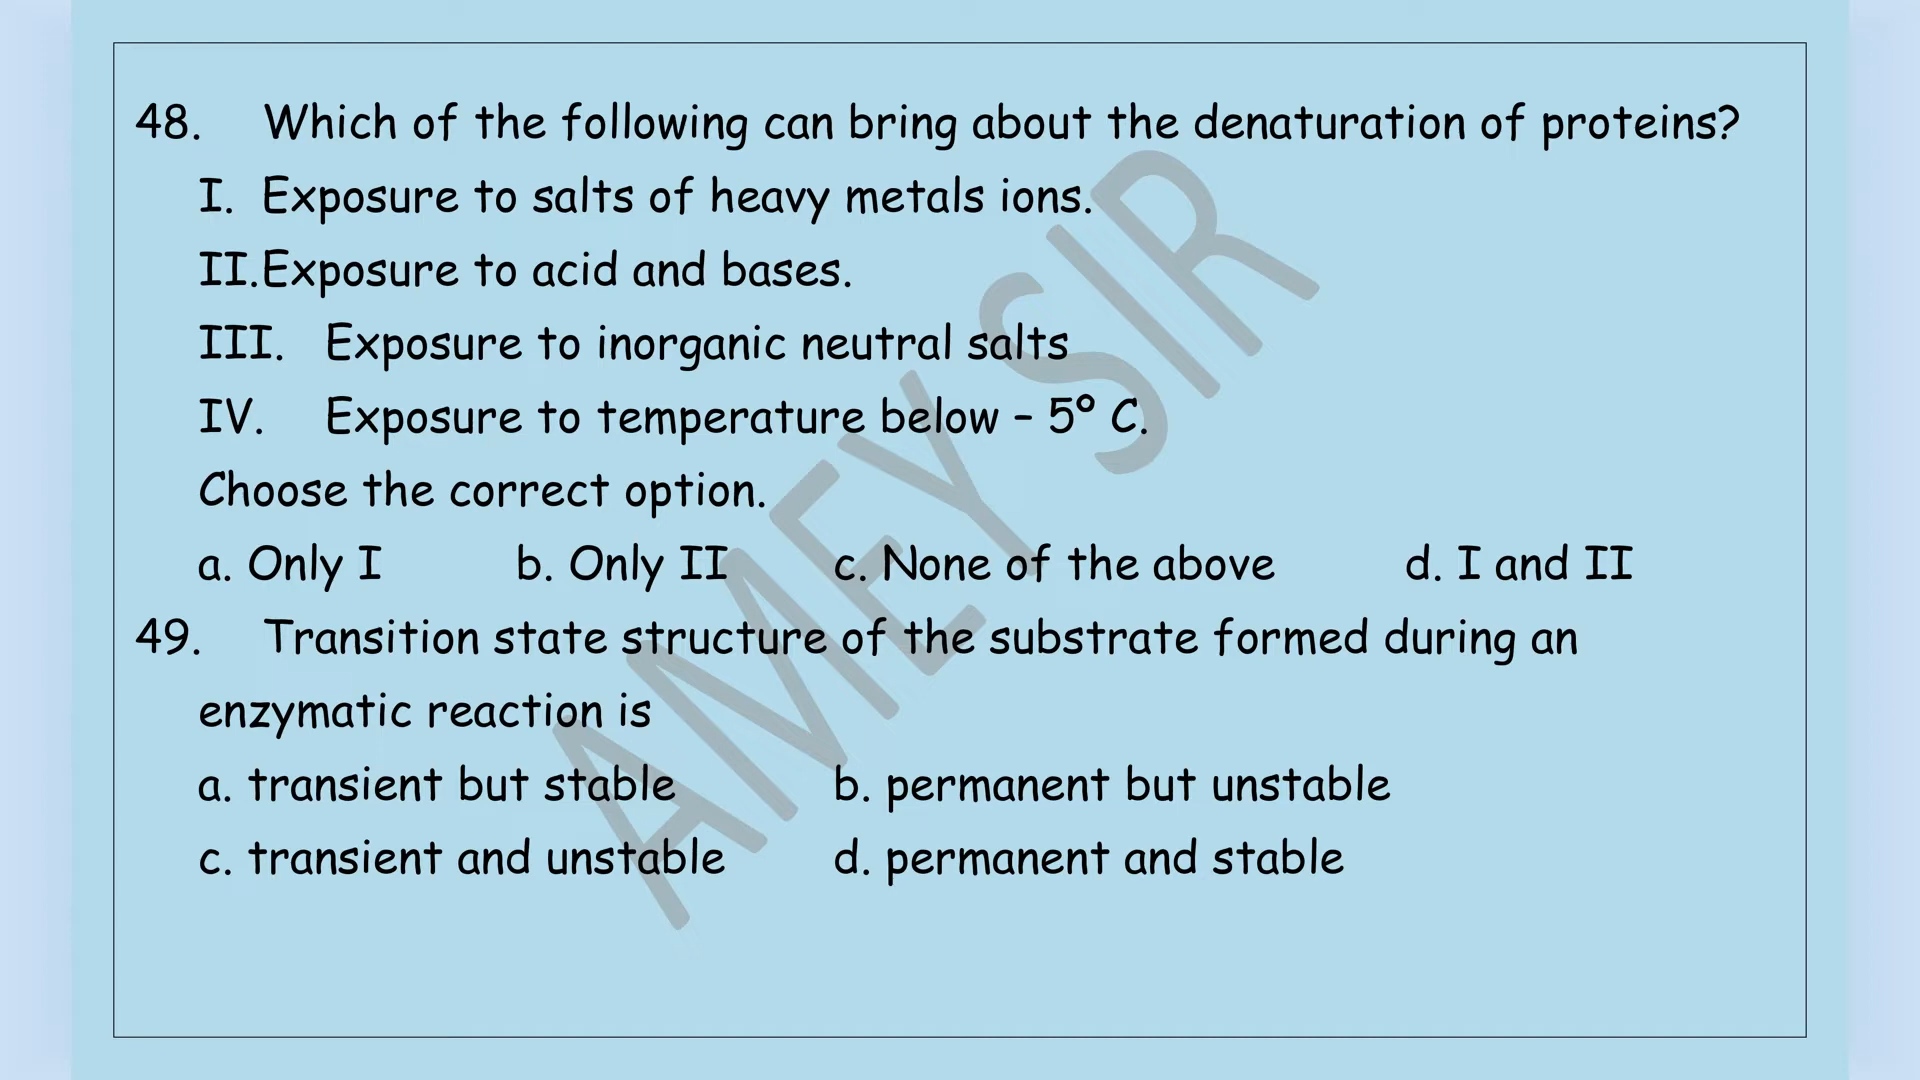 48. Which of the following can bring about the denaturation of proteins?
I. Exposure to salts of heavy metals ions.
II.Exposure to acid and bases.
III. Exposure to inorganic neutral salts
IV. Exposure to temperature below – 5º C.
Choose the correct option.
a. Only I b. Only II c. None of the above d. I and II
49. Transition state structure of the substrate formed during an
enzymatic reaction is
a. transient but stable b. permanent but unstable
c. transient and unstable d. permanent and stable
AMEY SIR